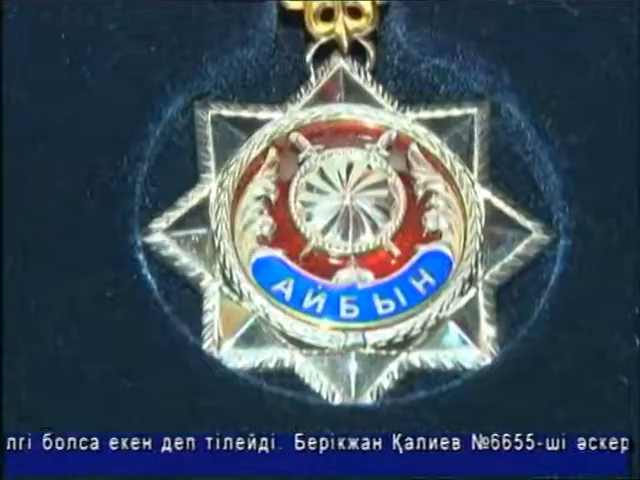 АЙБЫН
лгі болса екен деп тілейді. Берікжан Қалиев №6655-ші әскер